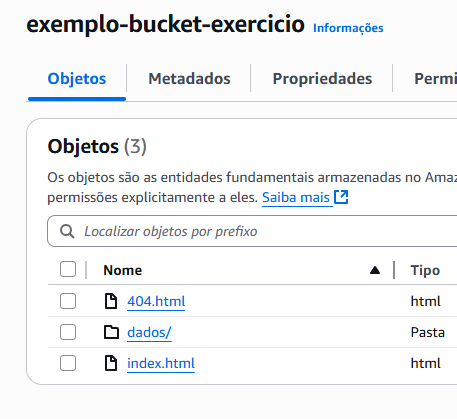 exemplo-bucket-exercicio Informações
Objetos Metadados Propriedades Permi
Objetos (3)
Os objetos são as entidades fundamentais armazenadas no Amaz
permissões explicitamente a eles. Saiba mais
Localizar objetos por prefixo
Nome Tipo
404.html html
dados/ Pasta
index.html html